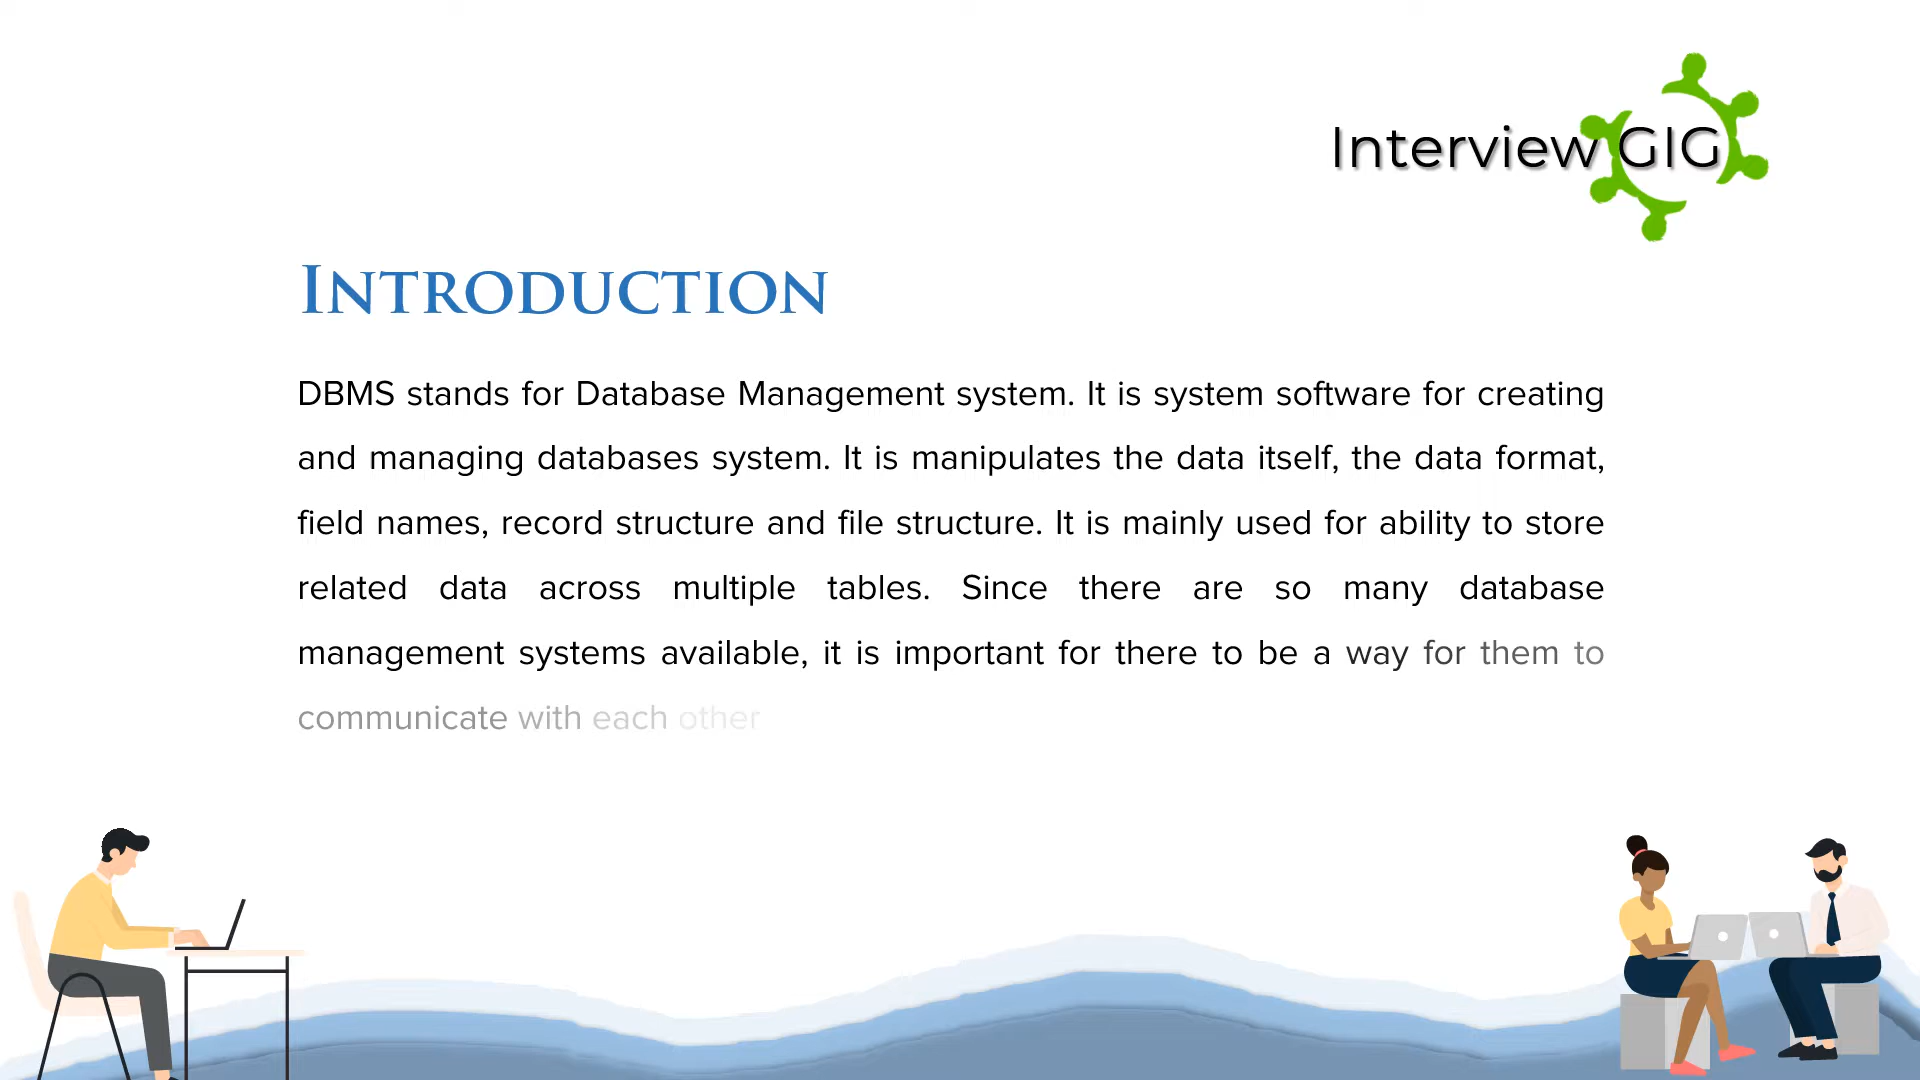 Interview GIG
INTRODUCTION
DBMS stands for Database Management system. It is system software for creating
and managing databases system. It is manipulates the data itself, the data format,
field names, record structure and file structure. It is mainly used for ability to store
related data across multiple tables. Since there are so many database
management systems available, it is important for there to be a way for them to
communicate with each other